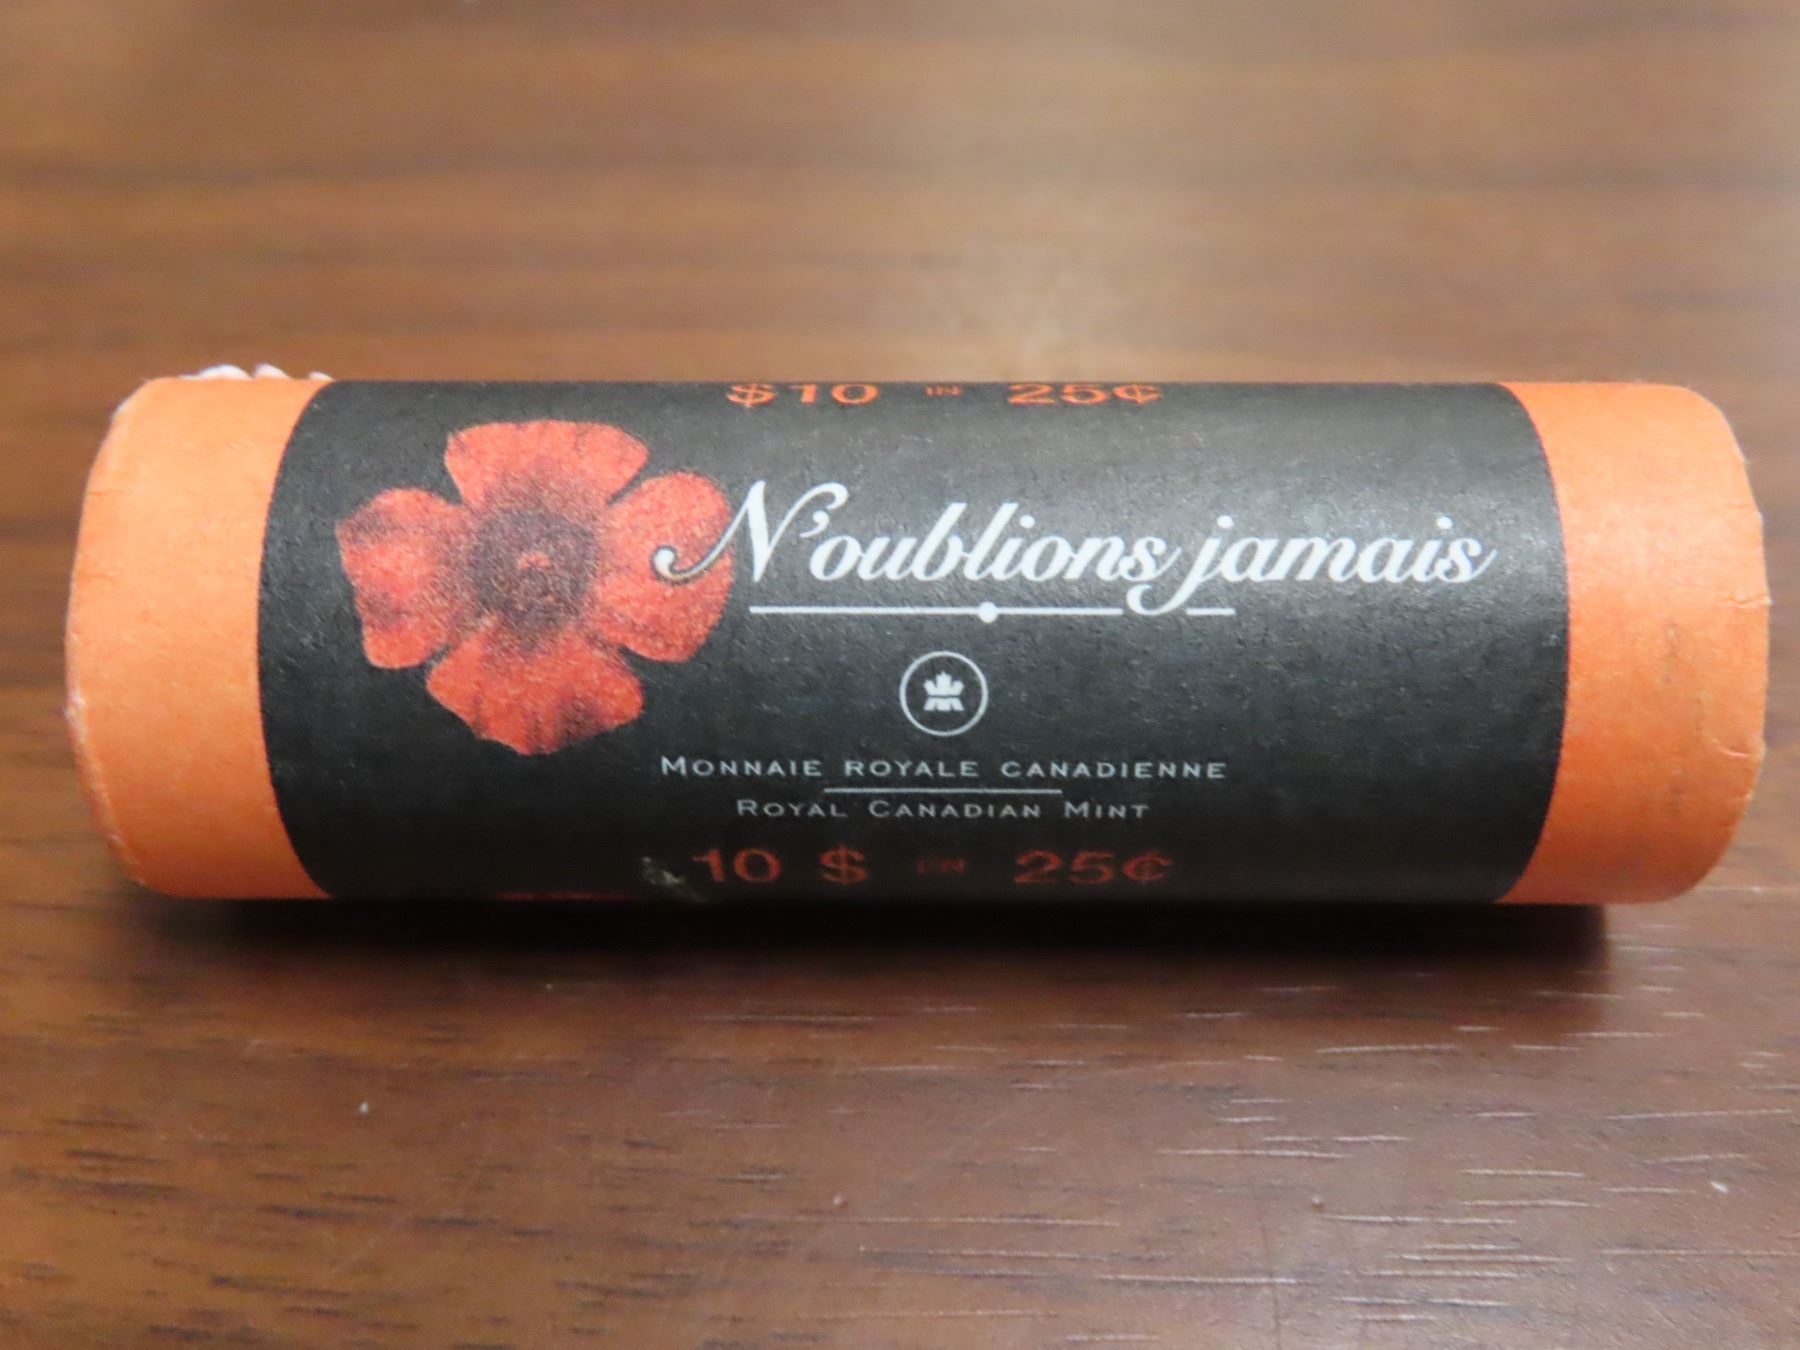 $10 IN 25¢
N'oublions jamais
MONNAIE ROYALE CANADIENNE
ROYAL CANADIAN MINT
10 $ EN 25¢